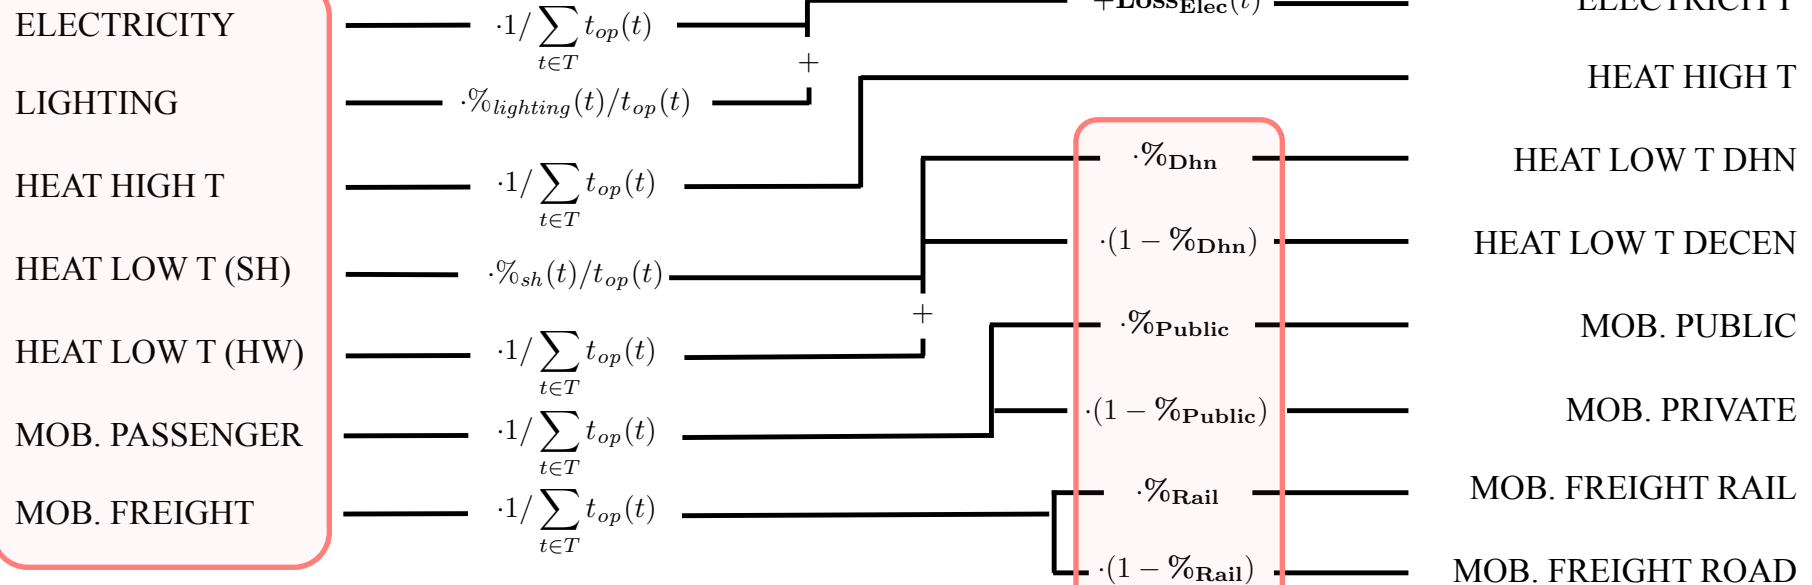 ELECTRICITY ·1/ ∑ t∈T t_op(t) +Loss_Elec(t) ELECTRICITY
+
LIGHTING ·%_lighting(t)/t_op(t)
HEAT HIGH T
HEAT HIGH T ·1/ ∑ t∈T t_op(t)
·%_Dhn HEAT LOW T DHN
·(1 − %_Dhn) HEAT LOW T DECEN
HEAT LOW T (SH) ·%_sh(t)/t_op(t)
+
·%_Public MOB. PUBLIC
HEAT LOW T (HW) ·1/ ∑ t∈T t_op(t)
·(1 − %_Public) MOB. PRIVATE
MOB. PASSENGER ·1/ ∑ t∈T t_op(t)
·%_Rail MOB. FREIGHT RAIL
MOB. FREIGHT ·1/ ∑ t∈T t_op(t)
·(1 − %_Rail) MOB. FREIGHT ROAD